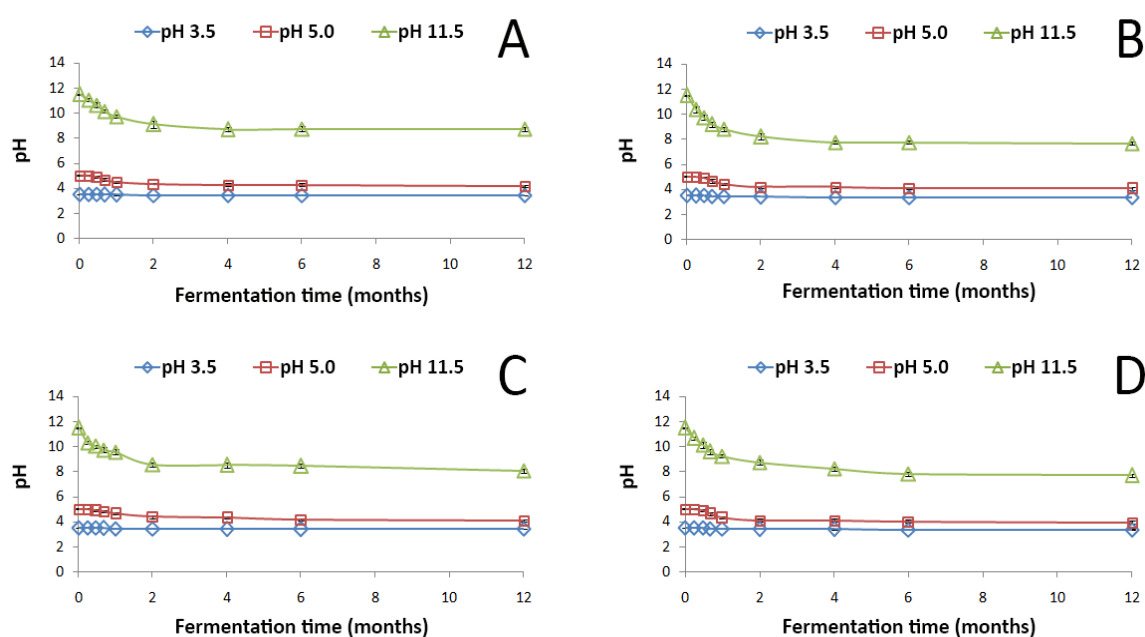 pH 3.5 pH 5.0 pH 11.5 A
14
12
10
8
6
4
2
0
pH
0 2 4 6 8 10 12
Fermentation time (months)
pH 3.5 pH 5.0 pH 11.5 B
14
12
10
8
6
4
2
0
pH
0 2 4 6 8 10 12
Fermentation time (months)
pH 3.5 pH 5.0 pH 11.5 C
14
12
10
8
6
4
2
0
pH
0 2 4 6 8 10 12
Fermentation time (months)
pH 3.5 pH 5.0 pH 11.5 D
14
12
10
8
6
4
2
0
pH
0 2 4 6 8 10 12
Fermentation time (months)